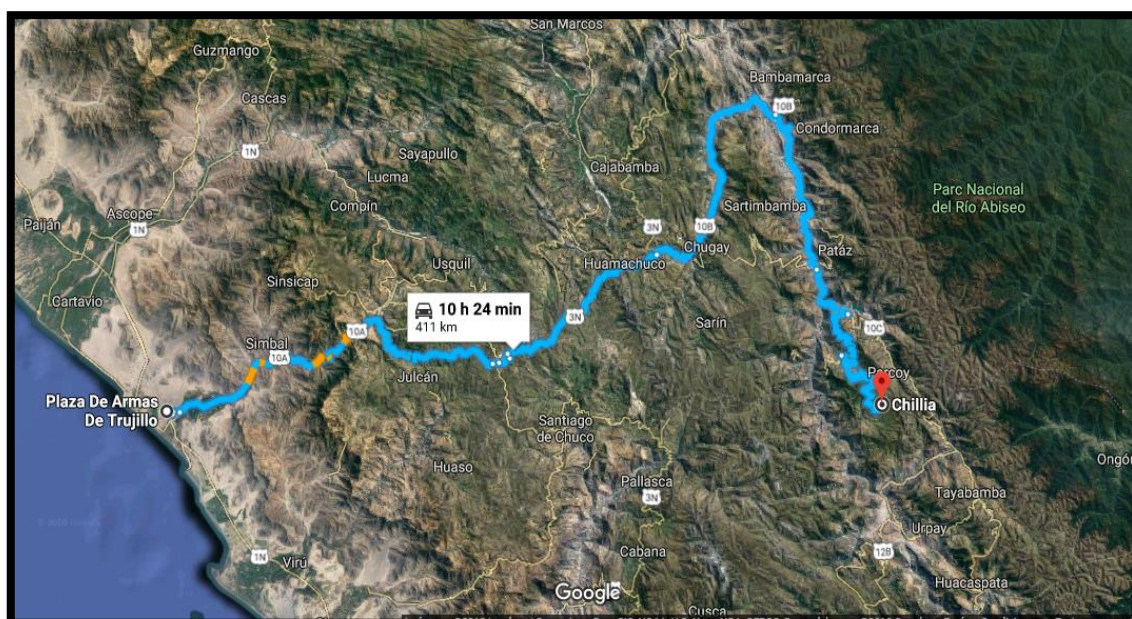 San Marcos
Guzmango
Bambamarca
Cascas
10B
Condormarca
1N
Sayapullo
Cajabamba
Lucma
Parc Nacional
del Río Abiseo
Compín
Sartimbamba
Ascope
Paiján
1N
3N
10B
Chugay
Patáz
Usquil
Huamachuco
Sinsicap
Cartavio
10 h 24 min
411 km
3N
Sarín
10A
10C
Simbal
10A
Julcán
Parcoy
Plaza De Armas
De Trujillo
Chillia
Santiago
de Chuco
Huaso
Ongón
Pallasca
3N
Tayabamba
Urpay
1N
Virú
Cabana
12B
Huacaspata
Google
Cusca